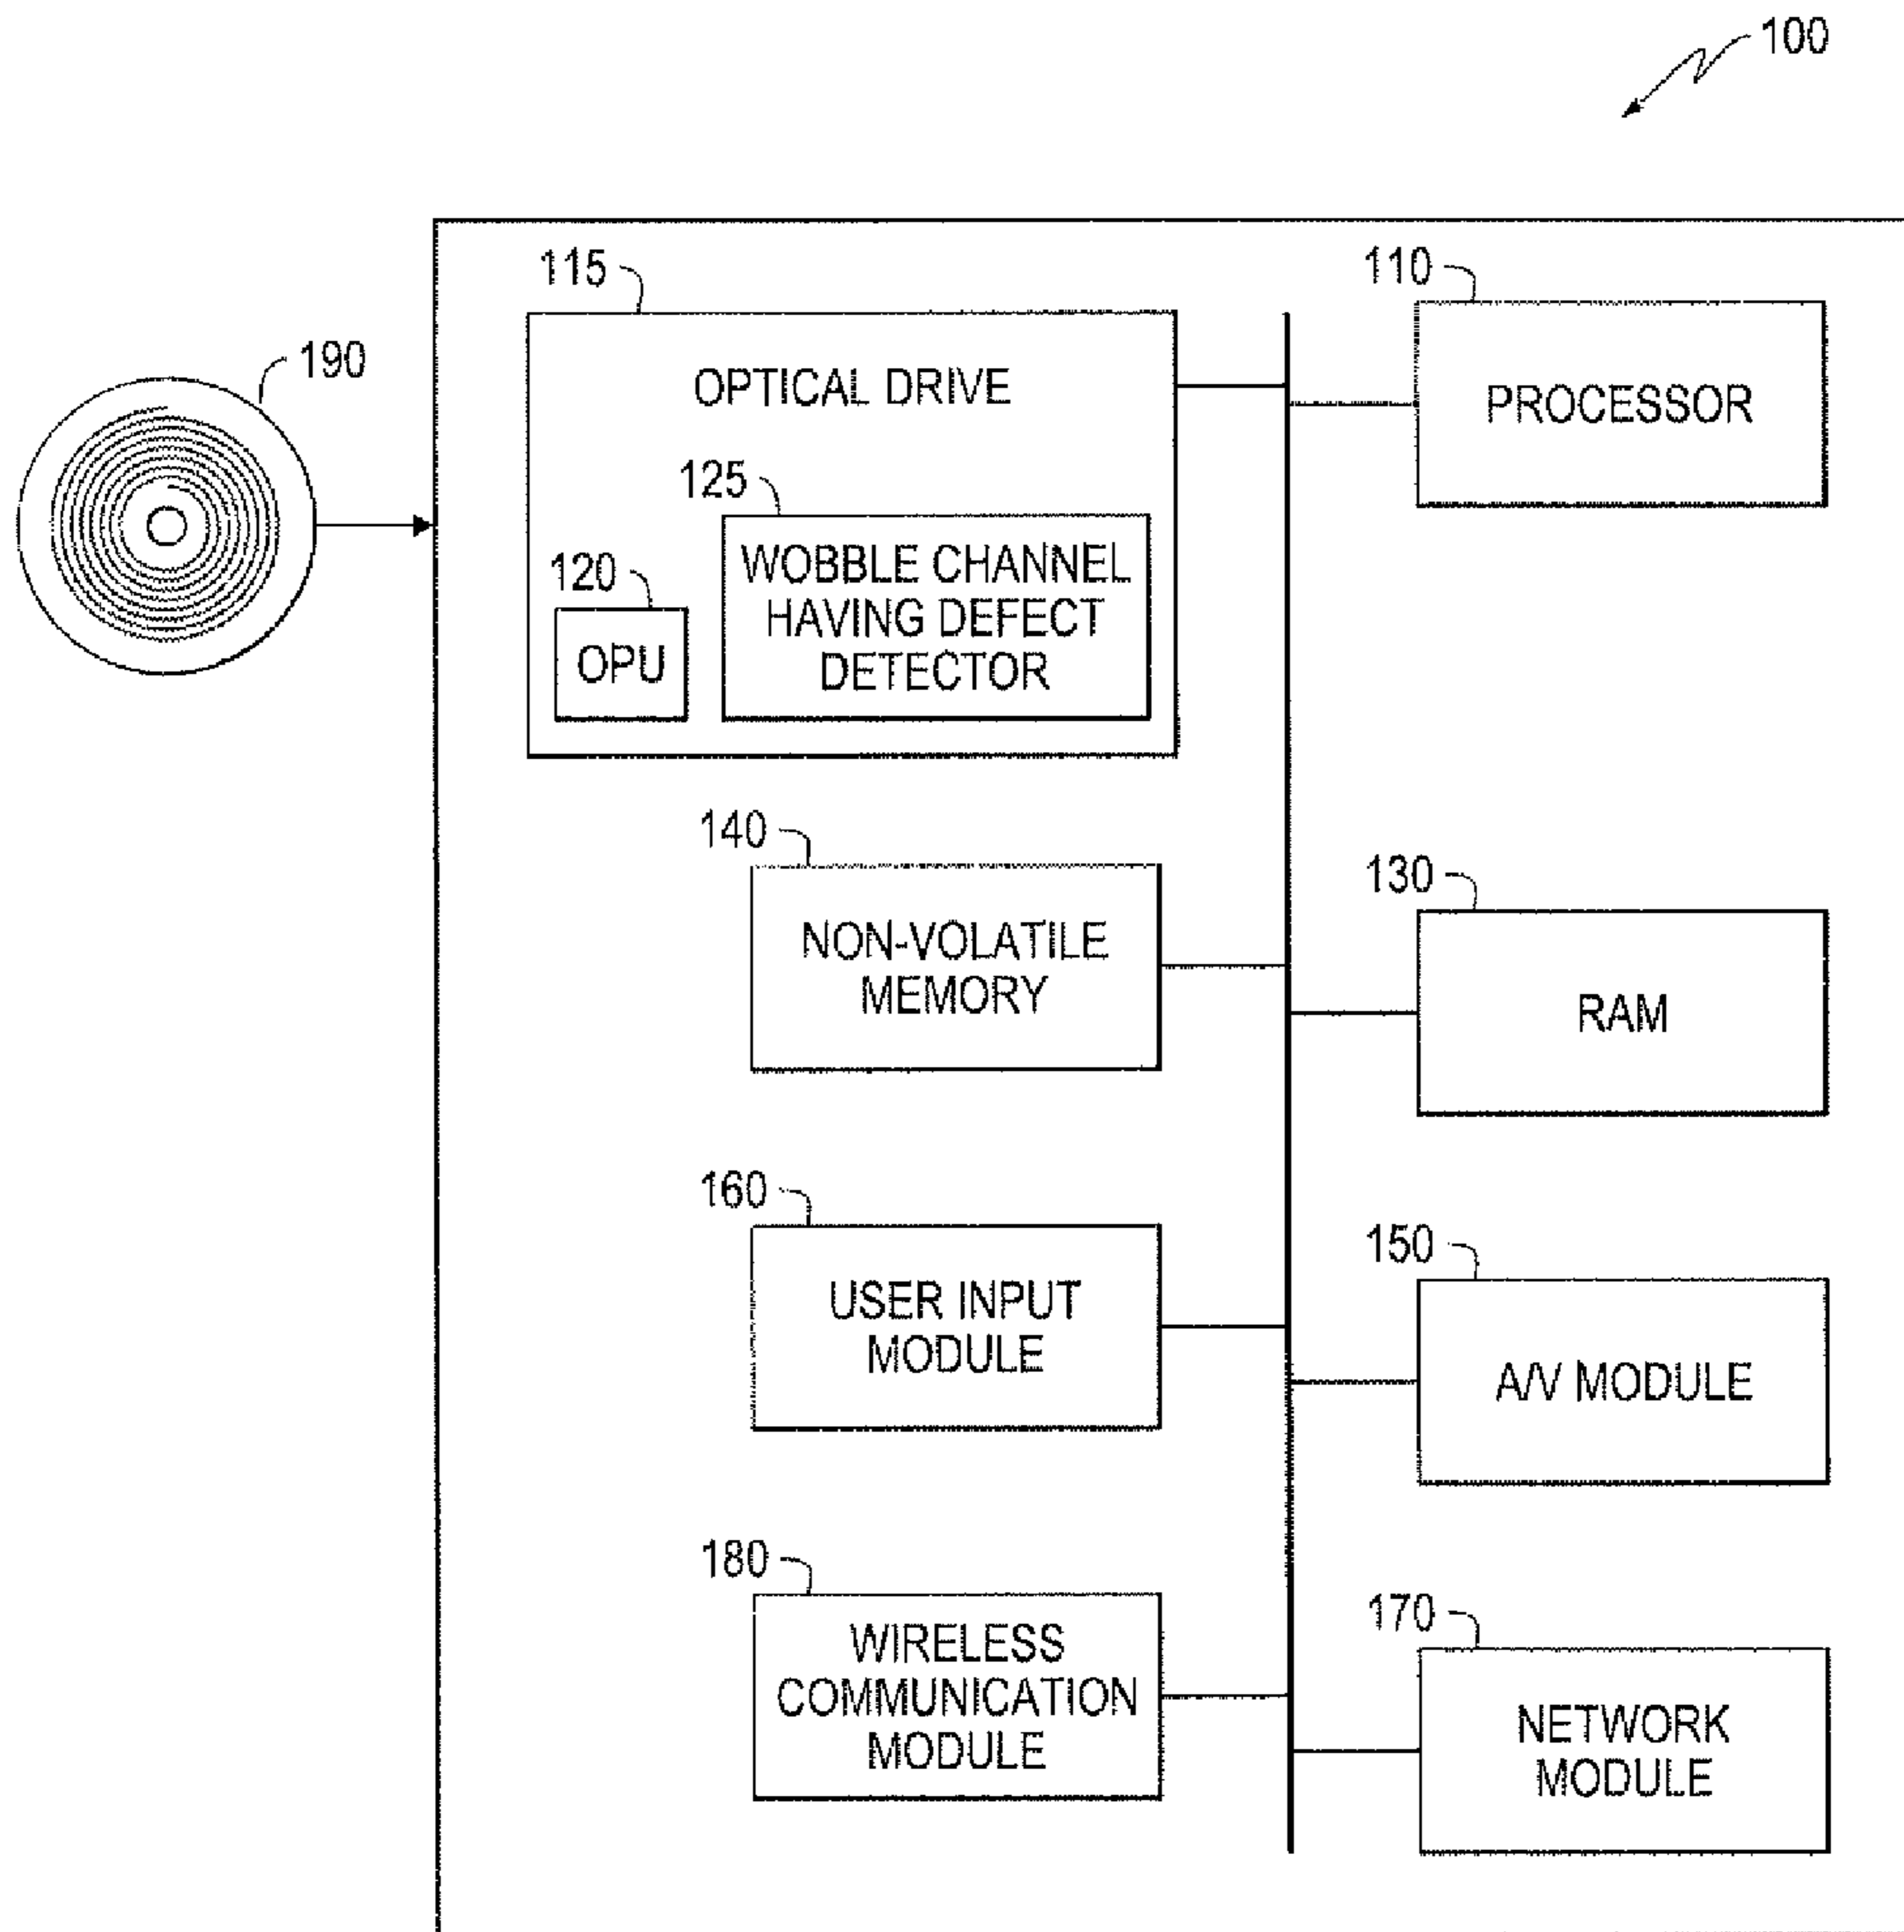 100
115
110
190
OPTICAL DRIVE
PROCESSOR
125
120
WOBBLE CHANNEL
HAVING DEFECT
DETECTOR
OPU
140
130
NON-VOLATILE
MEMORY
RAM
160
150
USER INPUT
MODULE
A/V MODULE
180
170
WIRELESS
COMMUNICATION
MODULE
NETWORK
MODULE